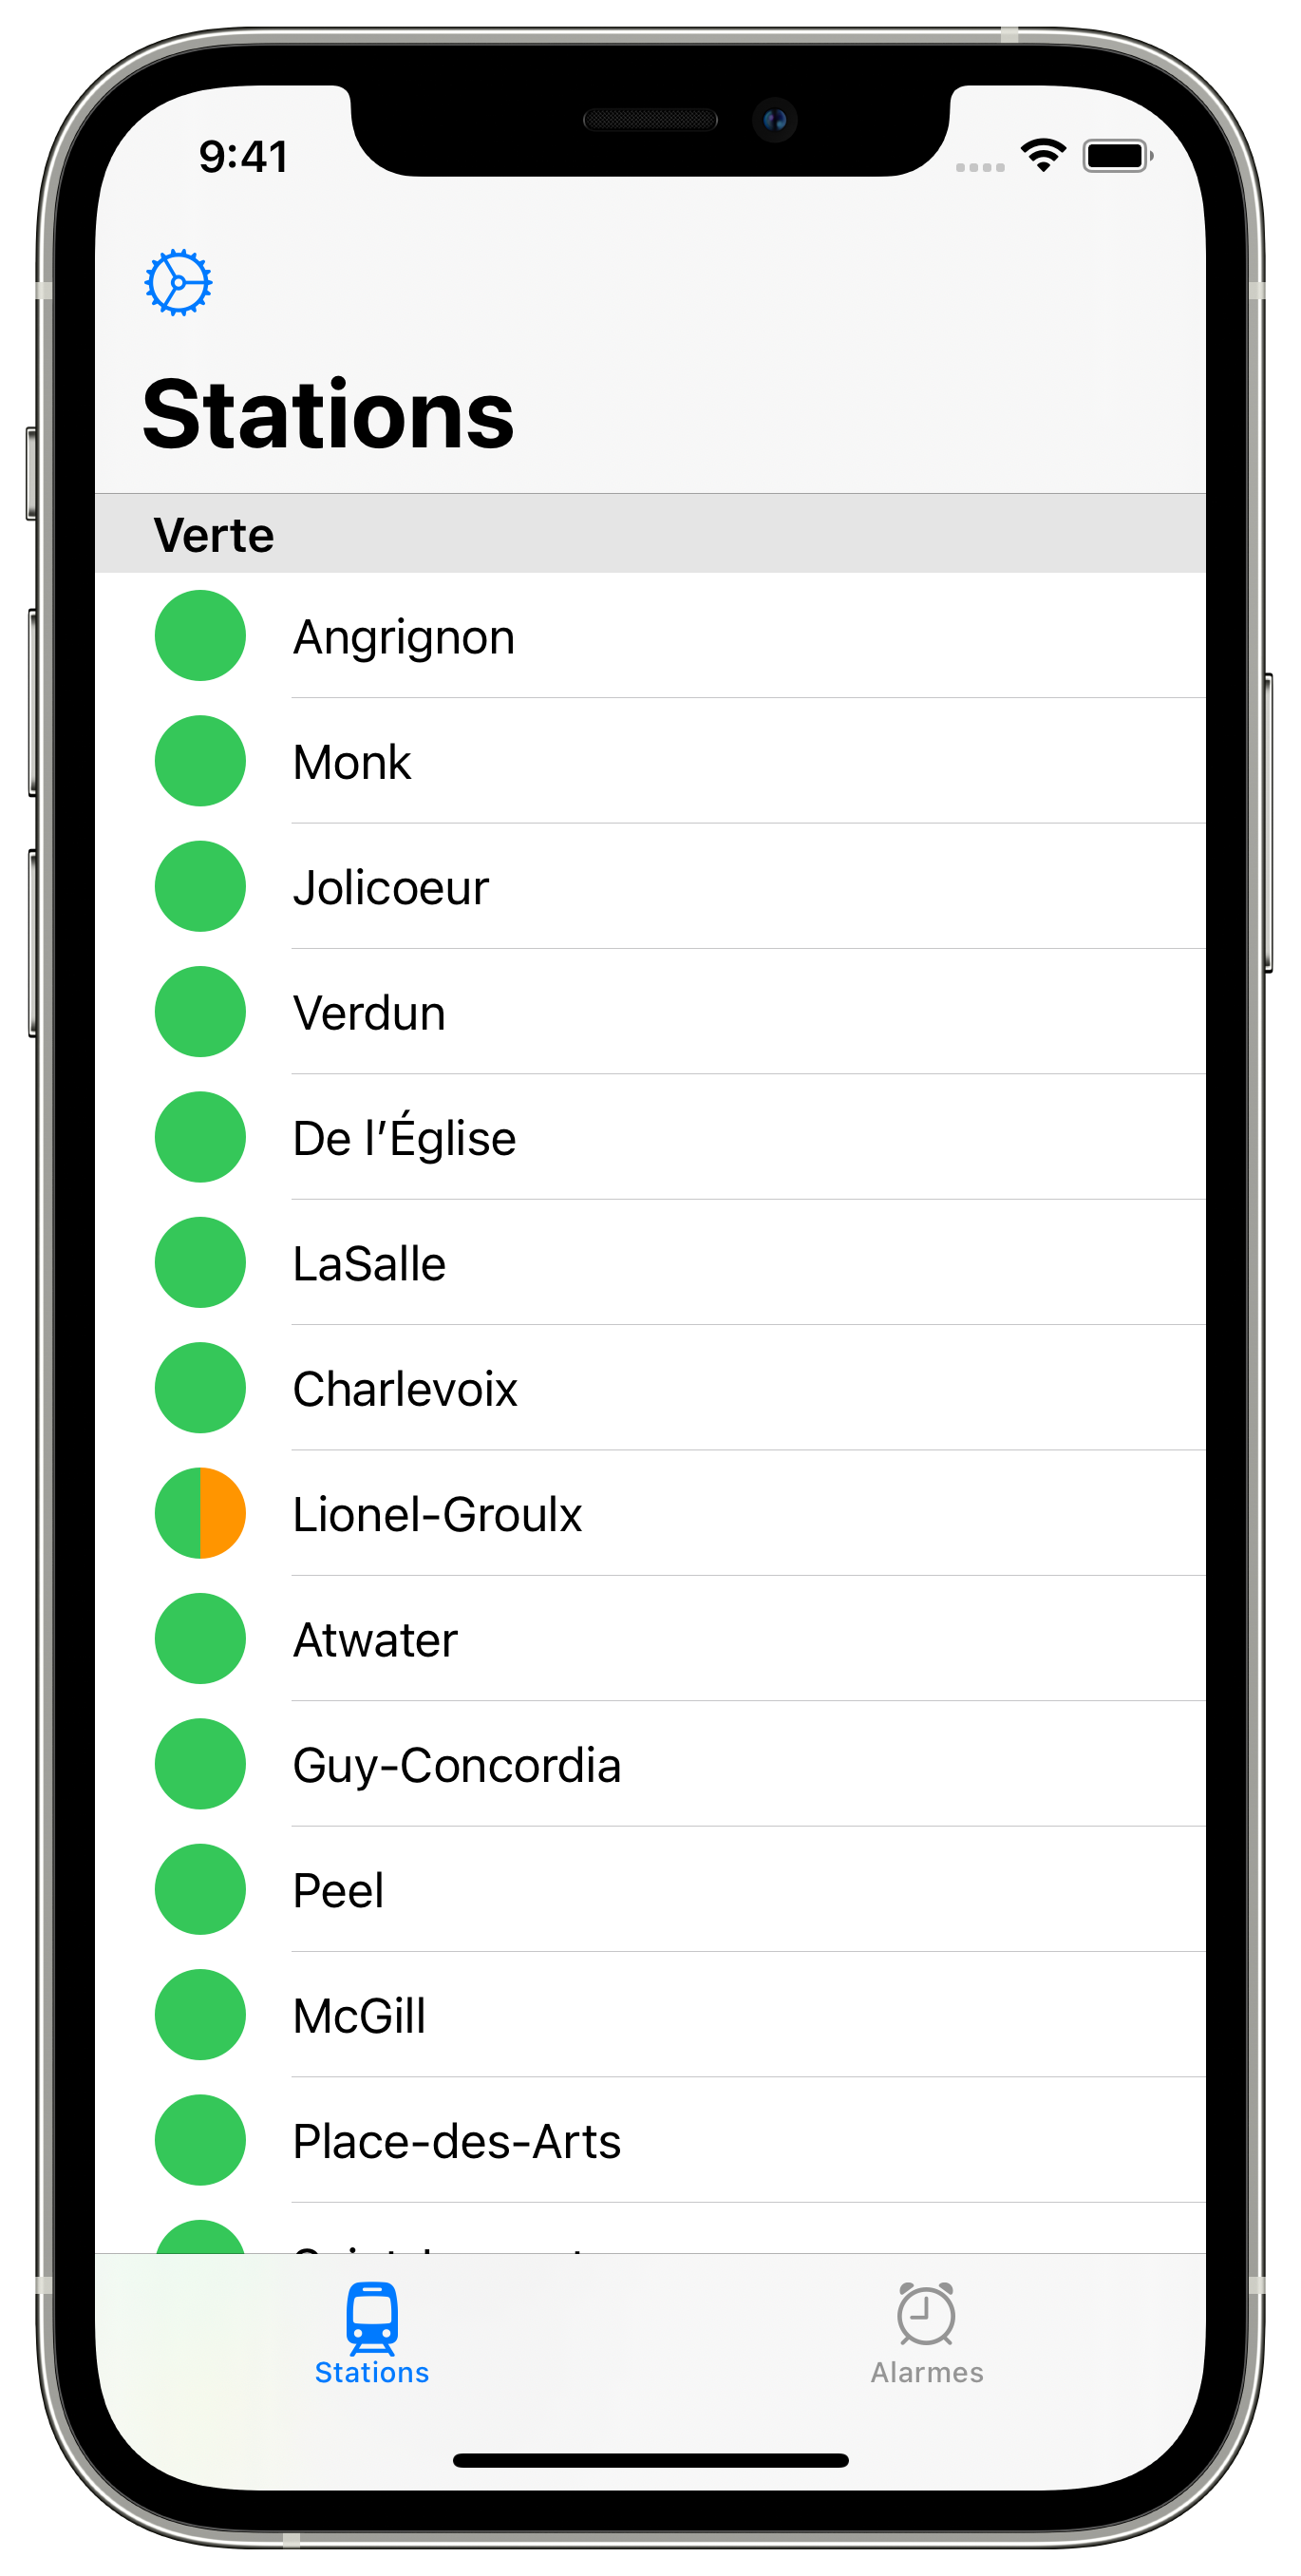 9:41
Stations
Verte
Angrignon
Monk
Jolicoeur
Verdun
De l’Église
LaSalle
Charlevoix
Lionel-Groulx
Atwater
Guy-Concordia
Peel
McGill
Place-des-Arts
Stations
Alarmes